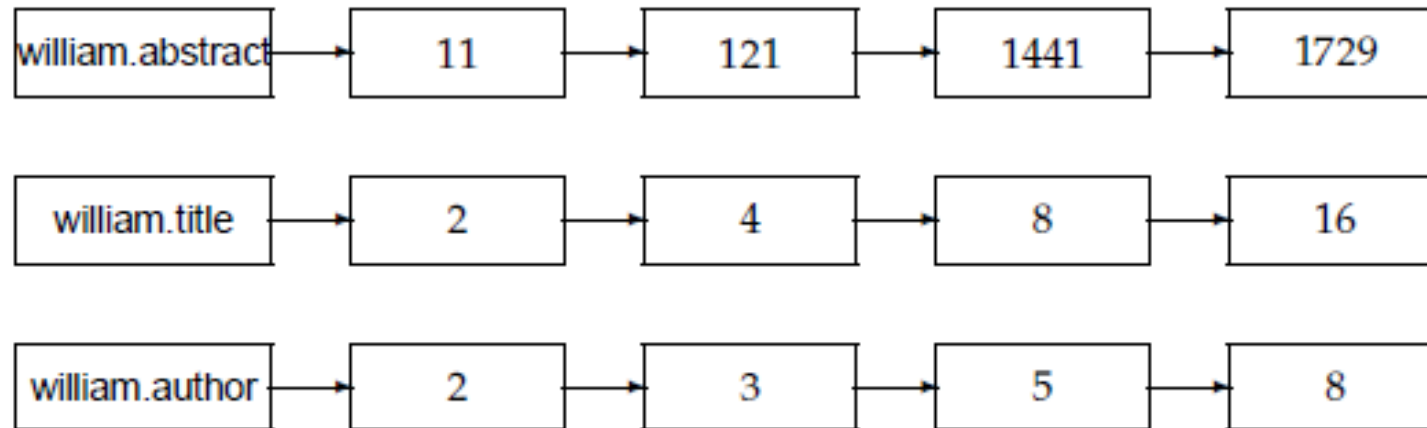 william.abstract 11 121 1441 1729
william.title 2 4 8 16
william.author 2 3 5 8